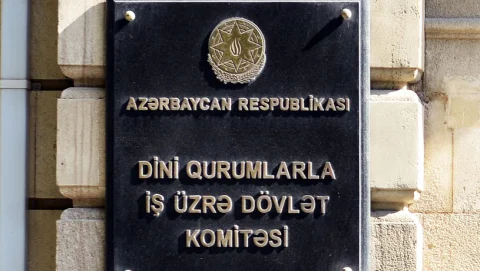 AZƏRBAYCAN RESPUBLİKASI
DİNİ QURUMLARLA
İŞ ÜZRƏ DÖVLƏT
KOMİTƏSİ